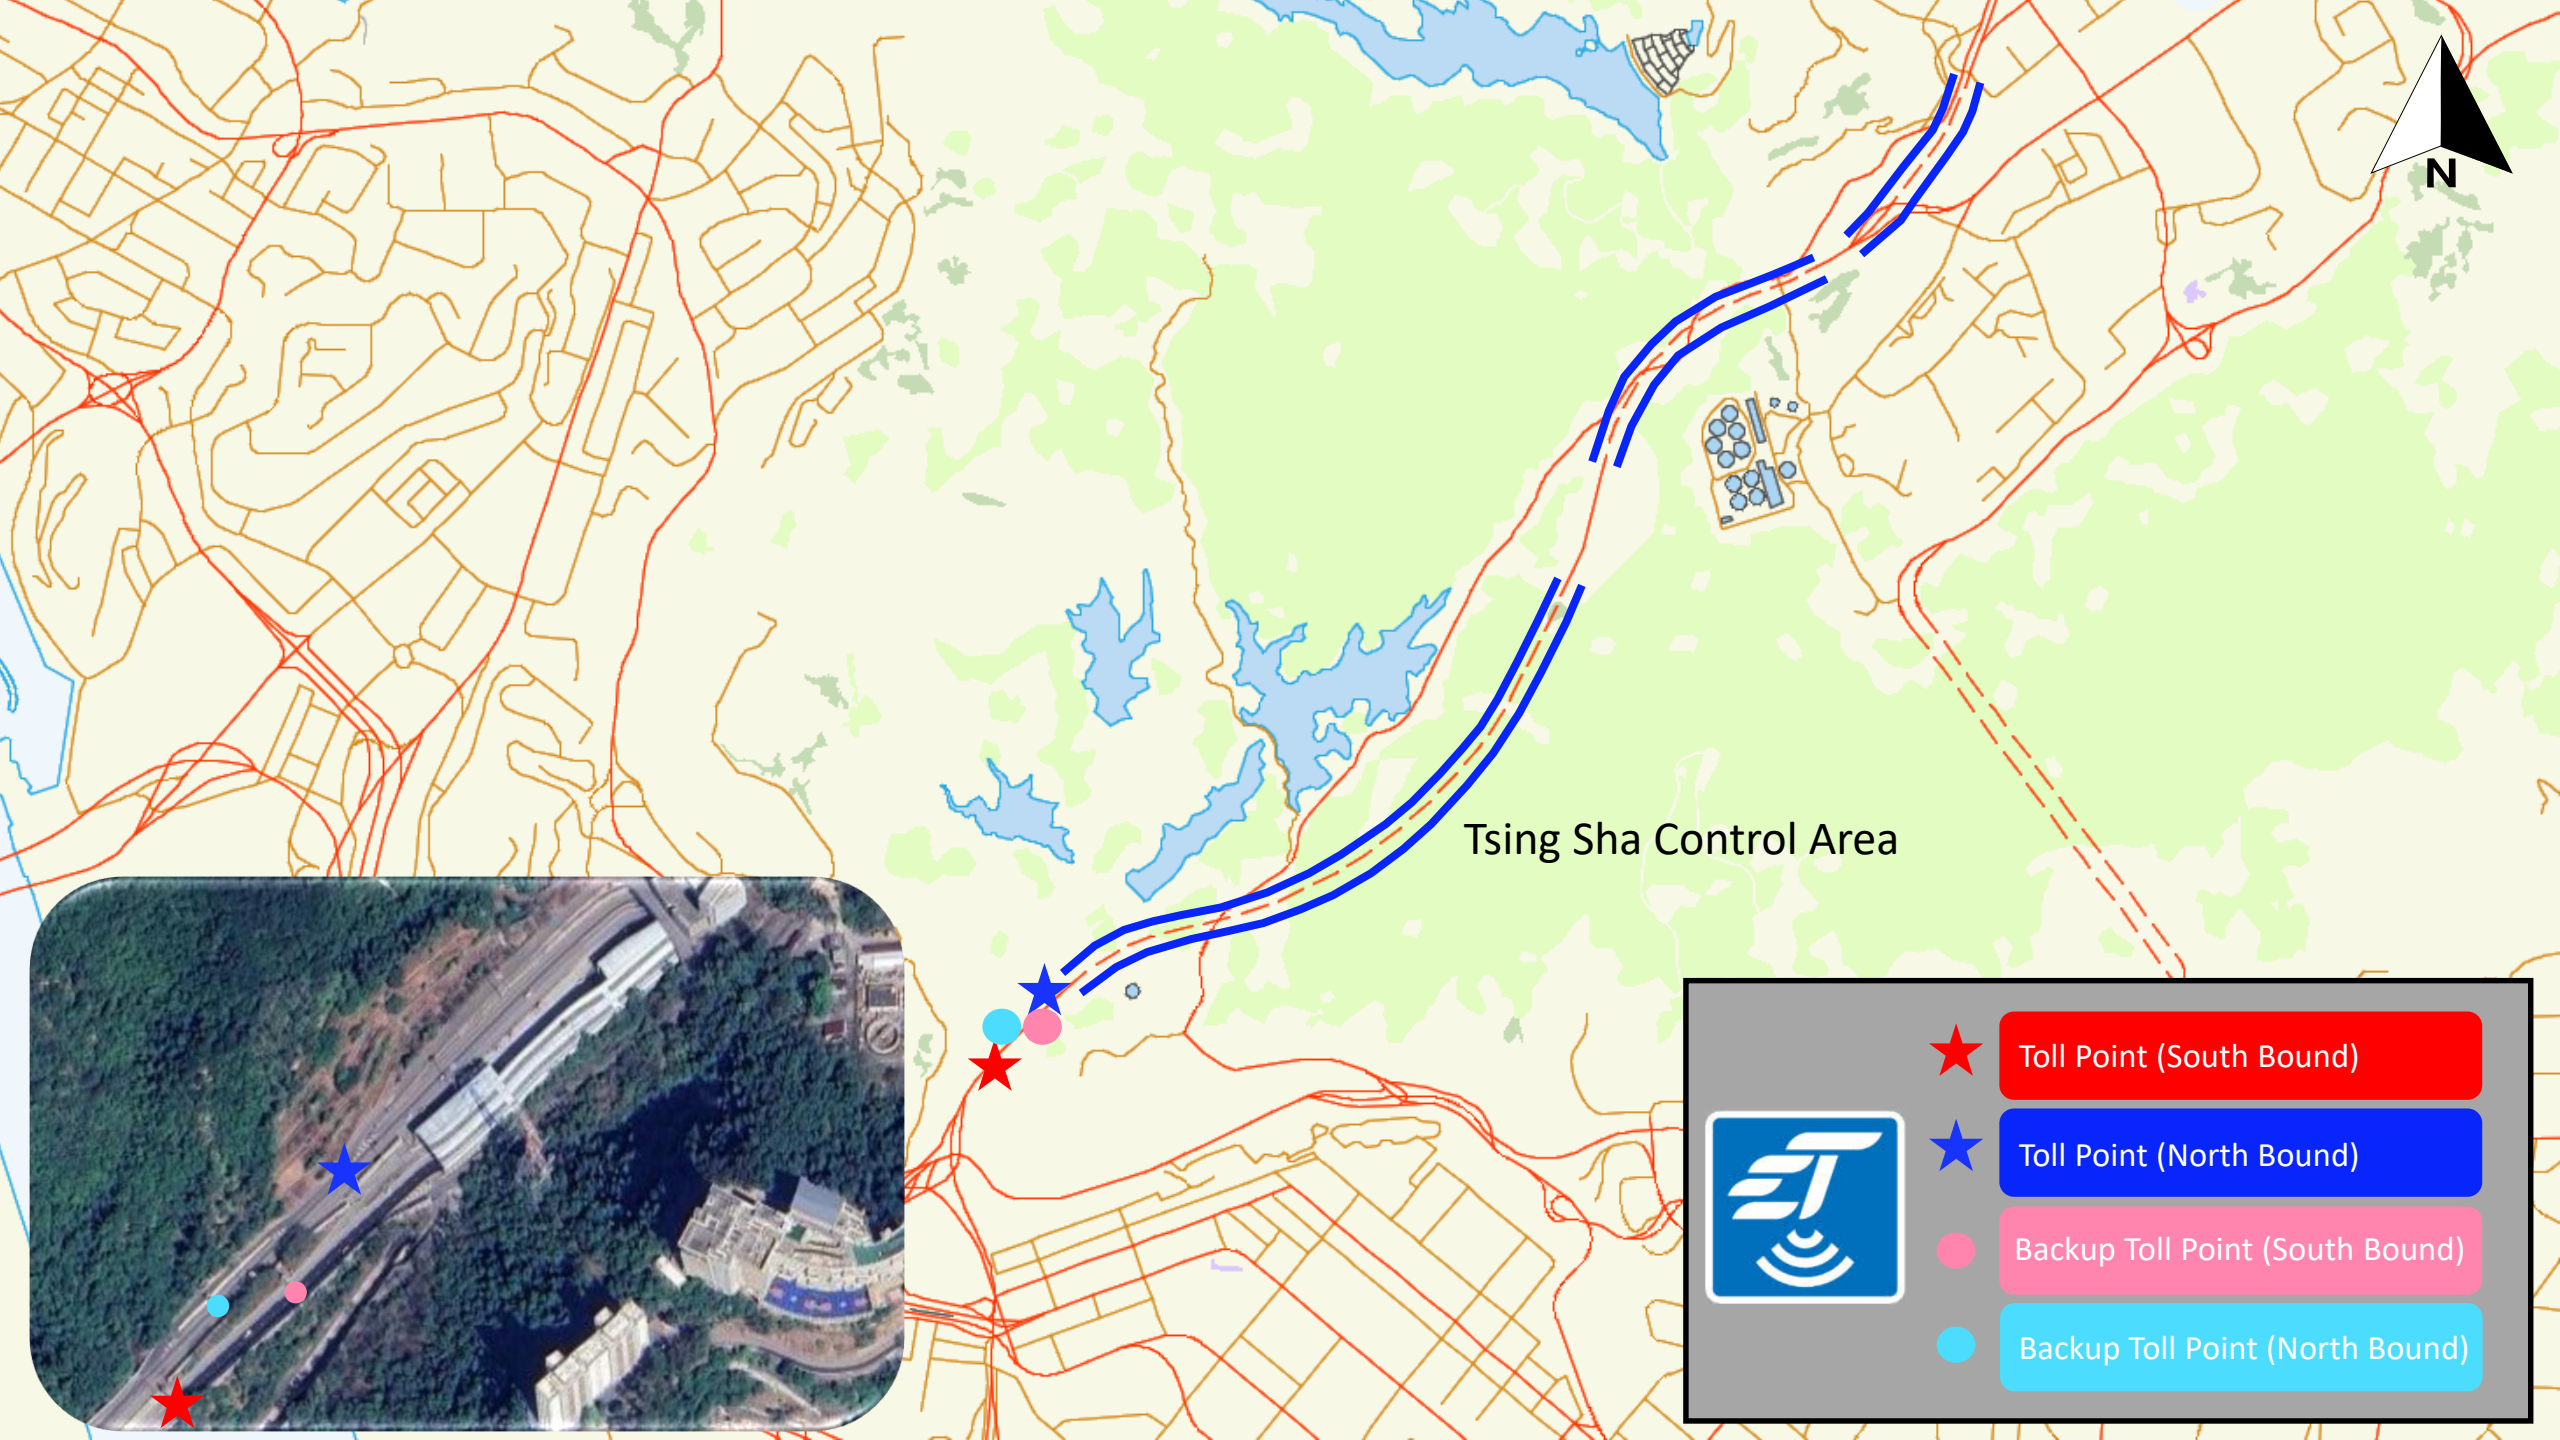 N
Tsing Sha Control Area
Toll Point (South Bound)
Toll Point (North Bound)
Backup Toll Point (South Bound)
Backup Toll Point (North Bound)